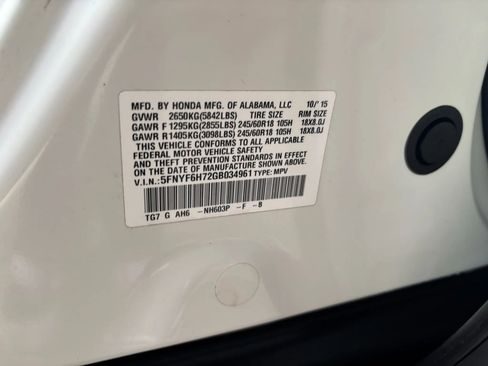 MFD. BY HONDA MFG. OF ALABAMA, LLC 10/'15
GVWR 2650KG(5842LBS) TIRE SIZE RIM SIZE
GAWR F 1295KG(2855LBS) 245/60R18 105H 18X8.0J
GAWR R 1405KG(3098LBS) 245/60R18 105H 18X8.0J
THIS VEHICLE CONFORMS TO ALL APPLICABLE
FEDERAL MOTOR VEHICLE SAFETY
AND THEFT PREVENTION STANDARDS IN EFFECT
ON THE DATE OF MANUFACTURE SHOWN ABOVE.
V.I.N.:5FNYF6H72GB034961 TYPE: MPV
TG7 G AH6 -NH603P -F -B